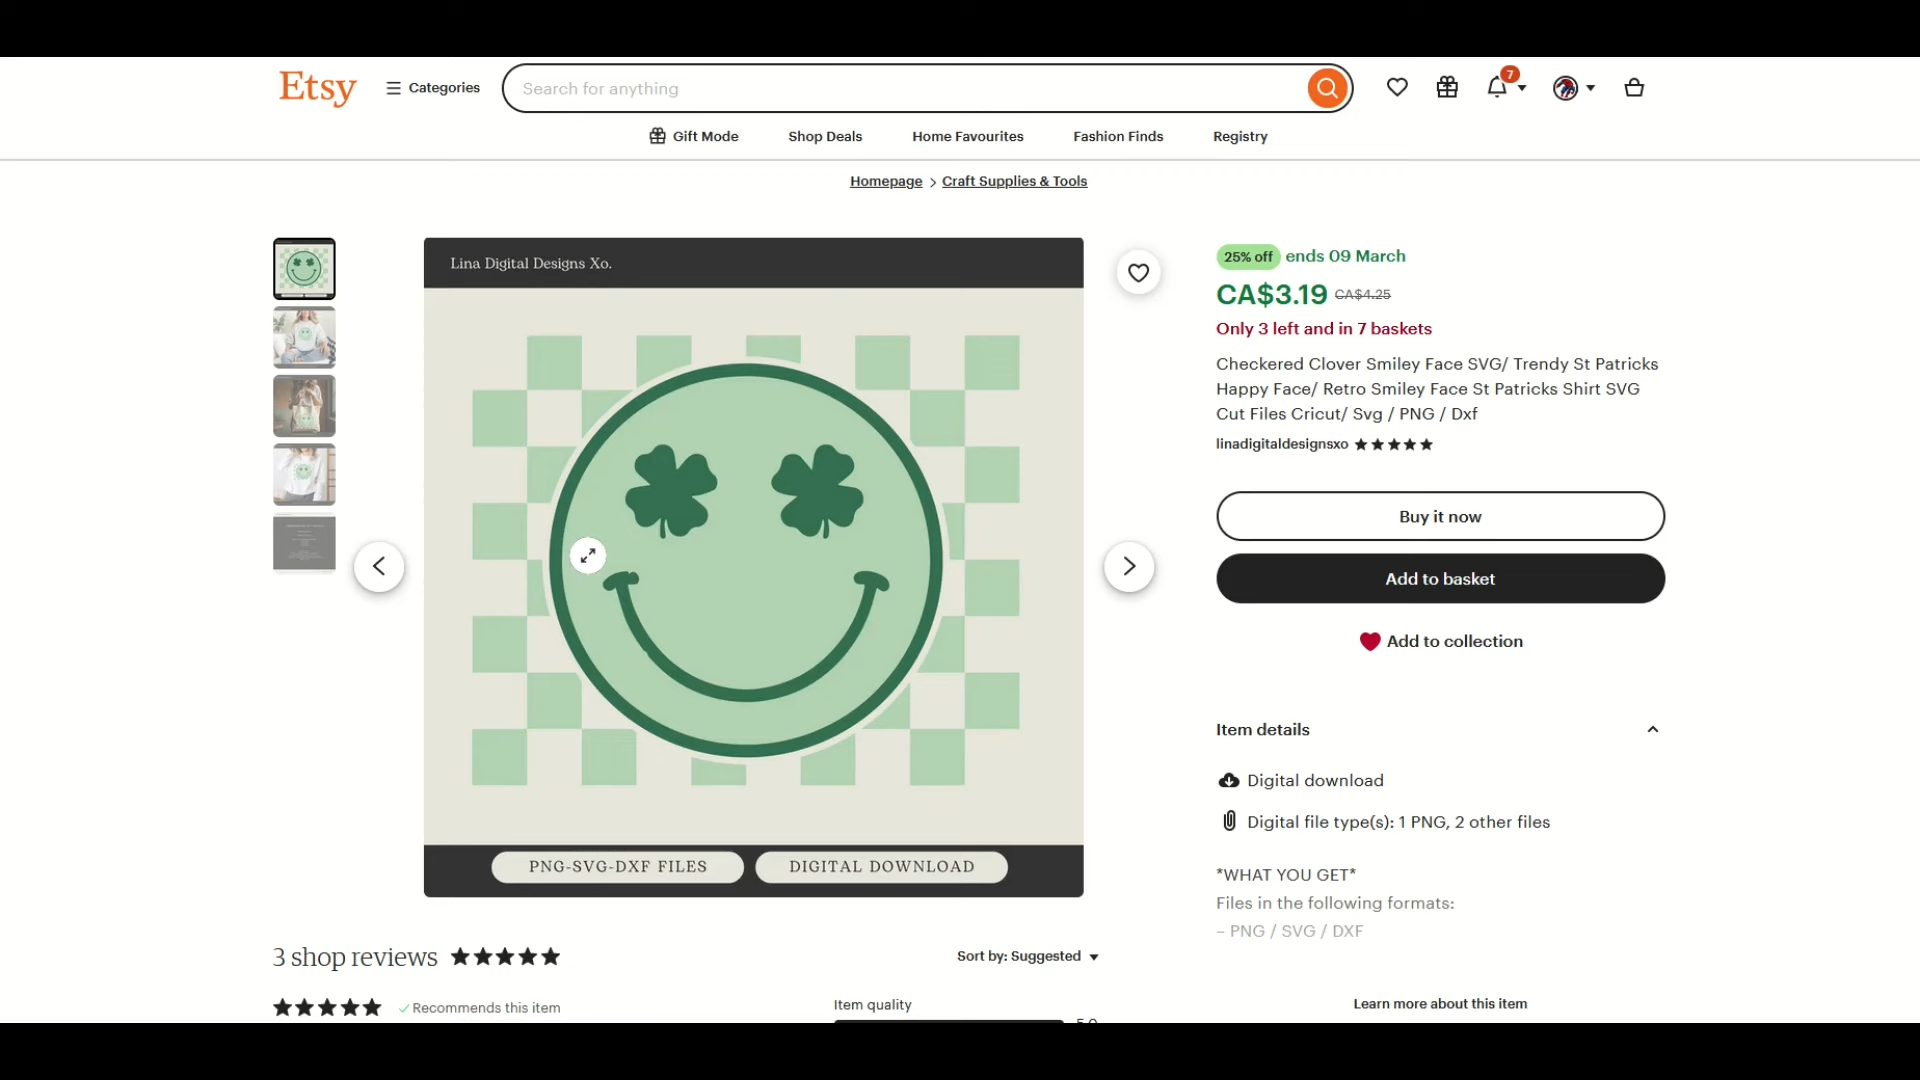 Etsy
Categories
Search for anything
7
Gift Mode
Shop Deals
Home Favourites
Fashion Finds
Registry
Homepage > Craft Supplies & Tools
Lina Digital Designs Xo.
PNG-SVG-DXF FILES
DIGITAL DOWNLOAD
25% off ends 09 March
CA$3.19 CA$4.25
Only 3 left and in 7 baskets
Checkered Clover Smiley Face SVG/ Trendy St Patricks
Happy Face/ Retro Smiley Face St Patricks Shirt SVG
Cut Files Cricut/ Svg / PNG / Dxf
linadigitaldesignsxo
Buy it now
Add to basket
Add to collection
Item details
Digital download
Digital file type(s): 1 PNG, 2 other files
*WHAT YOU GET*
Files in the following formats:
– PNG / SVG / DXF
Learn more about this item
3 shop reviews
Sort by: Suggested
Recommends this item
Item quality